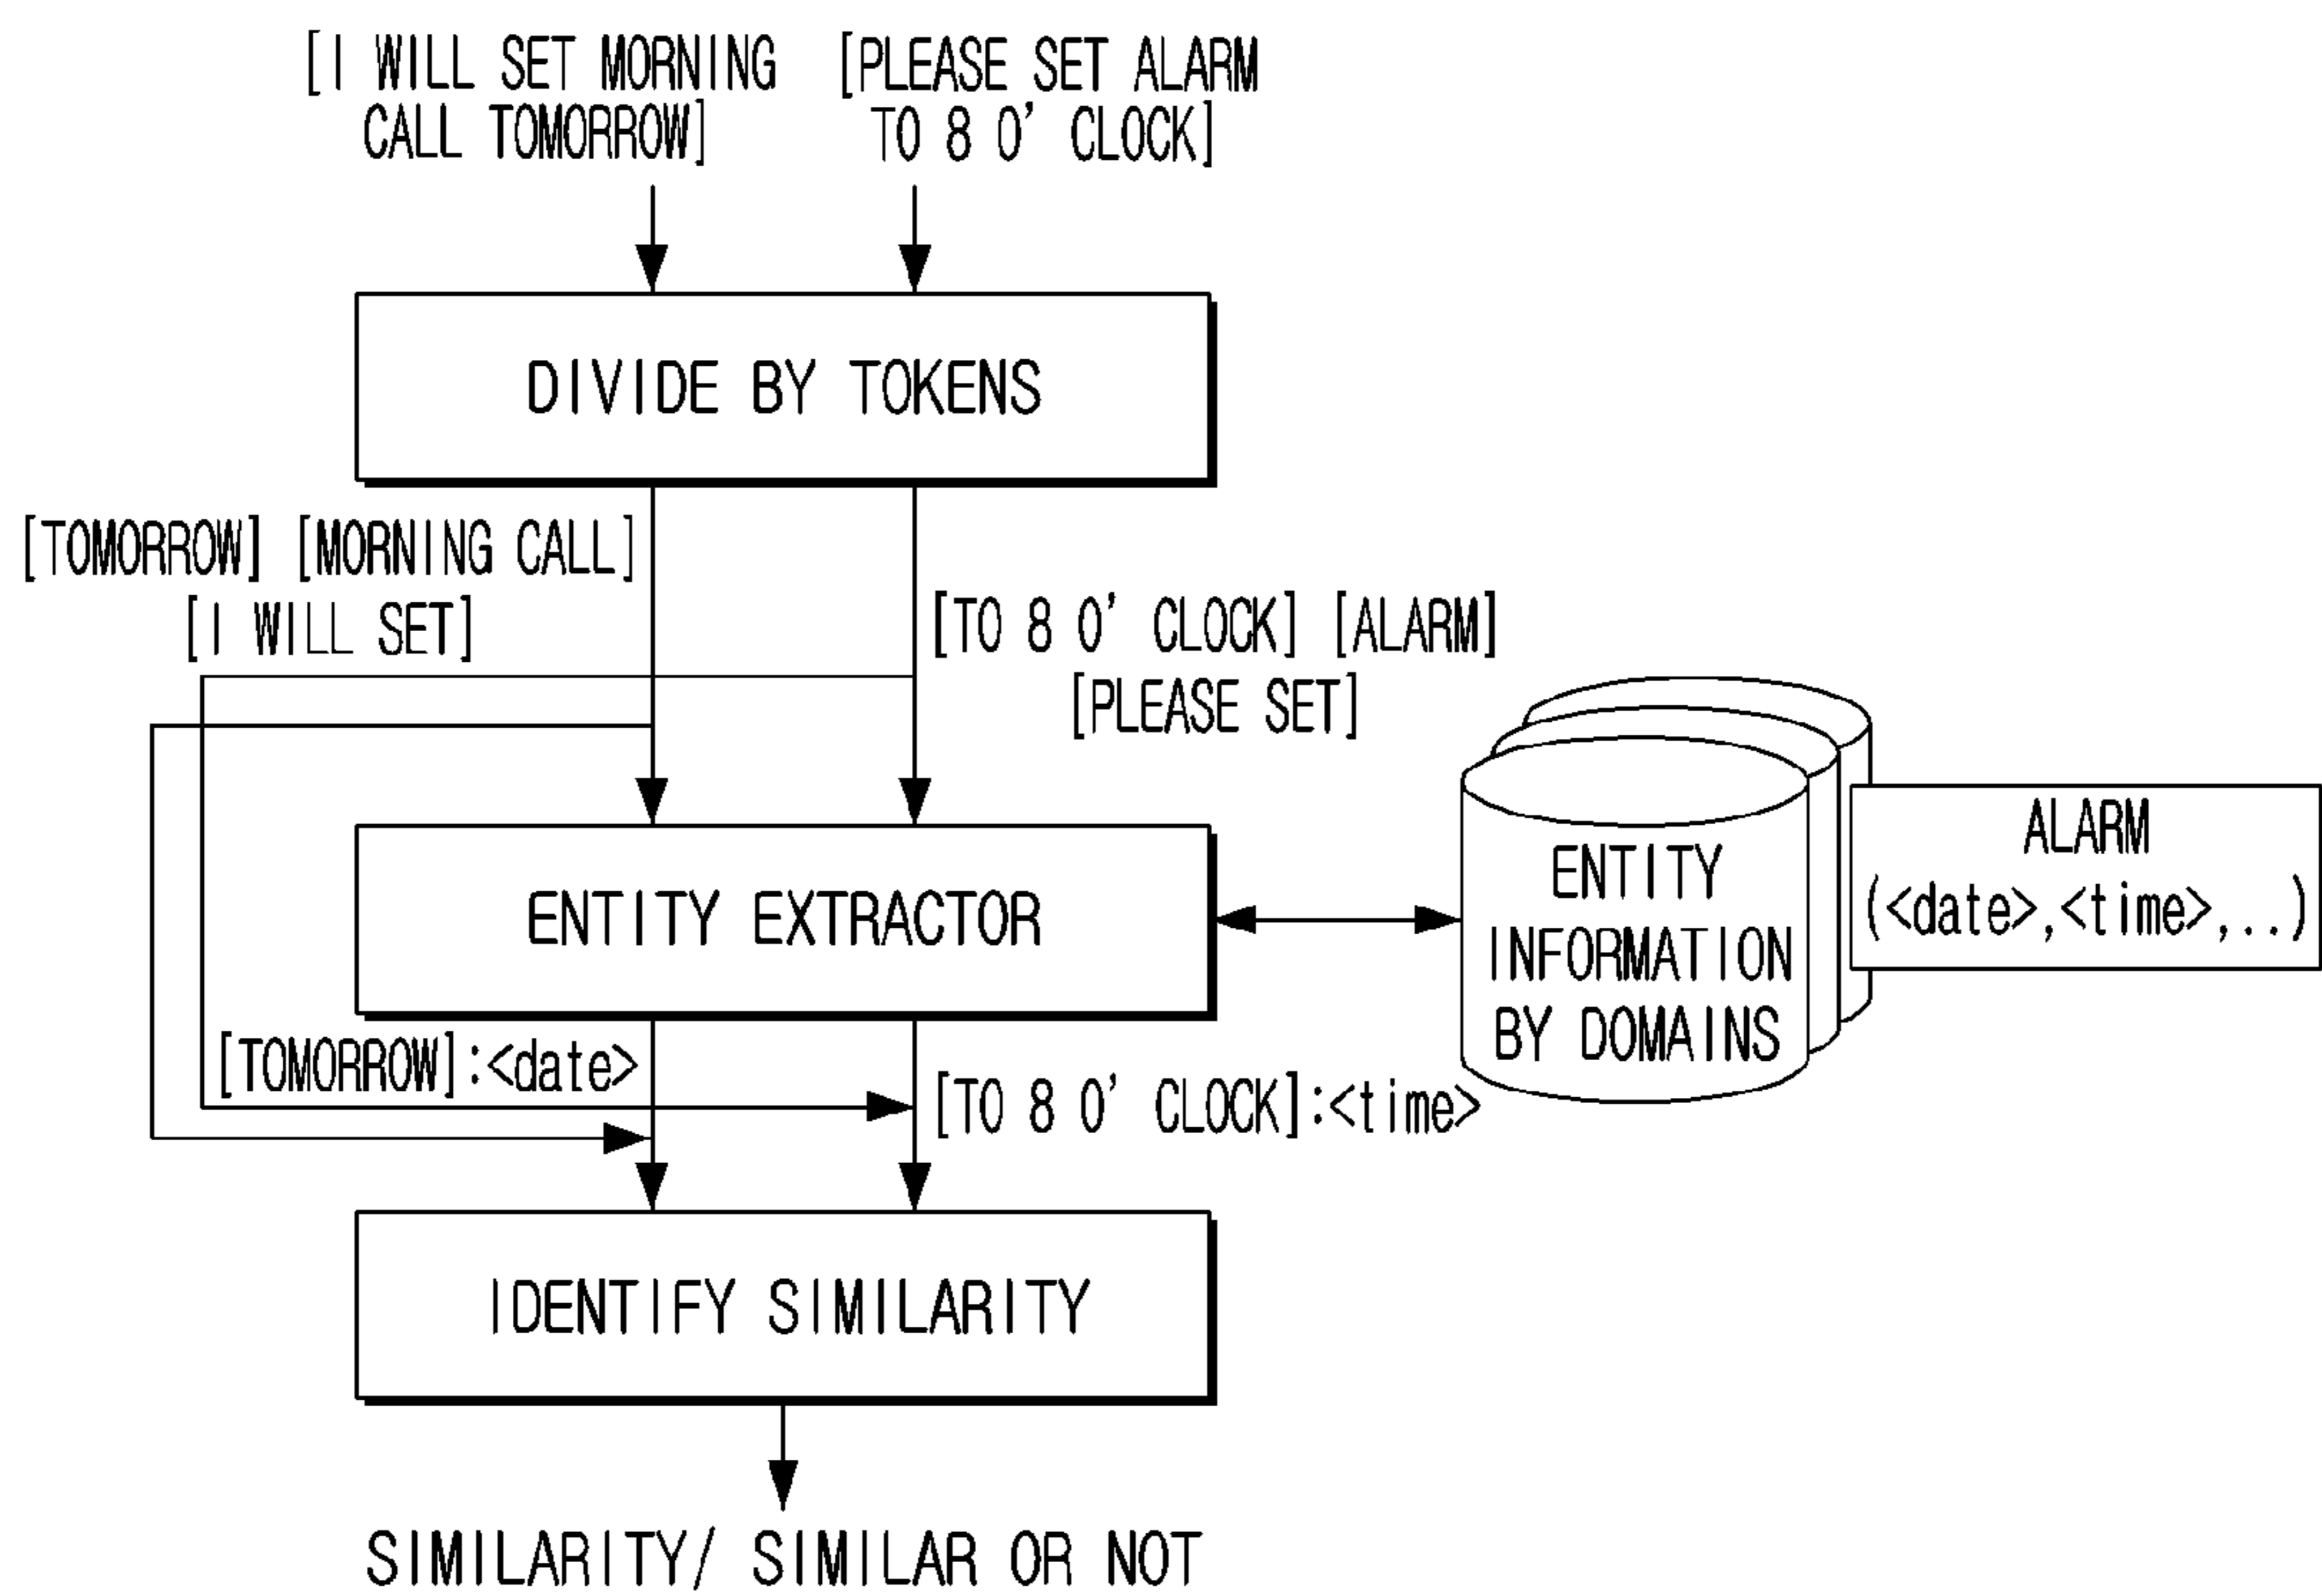 [I WILL SET MORNING
CALL TOMORROW]
[PLEASE SET ALARM
TO 8 O' CLOCK]
DIVIDE BY TOKENS
[TOMORROW] [MORNING CALL]
[I WILL SET]
[TO 8 O' CLOCK] [ALARM]
[PLEASE SET]
ENTITY EXTRACTOR
ENTITY
INFORMATION
BY DOMAINS
ALARM
(<date>,<time>,..)
[TOMORROW]:<date>
[TO 8 O' CLOCK]:<time>
IDENTIFY SIMILARITY
SIMILARITY/ SIMILAR OR NOT